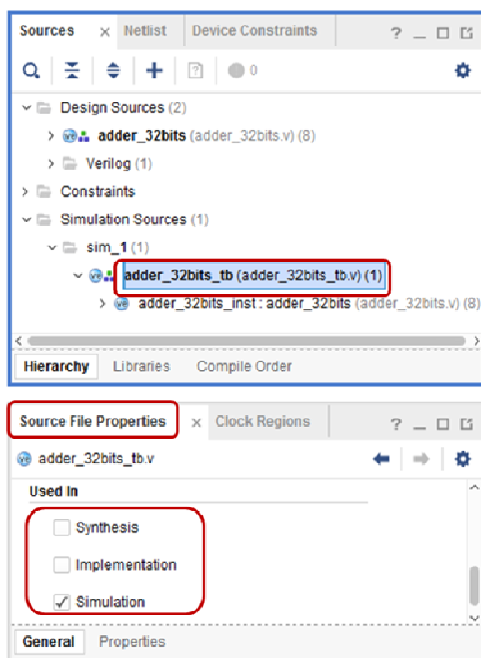 Sources × Netlist Device Constraints ? _
0
Design Sources (2)
adder_32bits (adder_32bits.v) (8)
Verilog (1)
Constraints
Simulation Sources (1)
sim_1 (1)
adder_32bits_tb (adder_32bits_tb.v) (1)
adder_32bits_inst : adder_32bits (adder_32bits.v) (8)
Hierarchy Libraries Compile Order
Source File Properties × Clock Regions ? _
adder_32bits_tb.v
Used In
Synthesis
Implementation
Simulation
General Properties